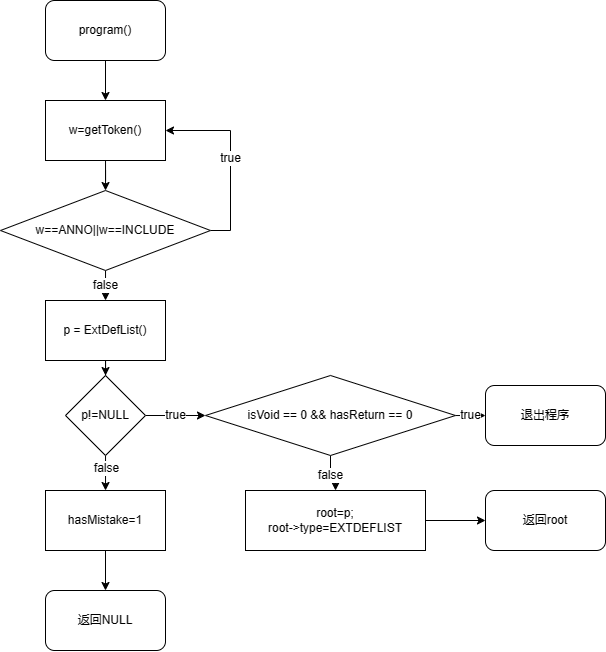 program()
w=getToken()
true
w==ANNO||w==INCLUDE
false
p = ExtDefList()
p!=NULL
true
isVoid == 0 && hasReturn == 0
true
退出程序
false
false
hasMistake=1
root=p;
root->type=EXTDEFLIST
返回root
返回NULL